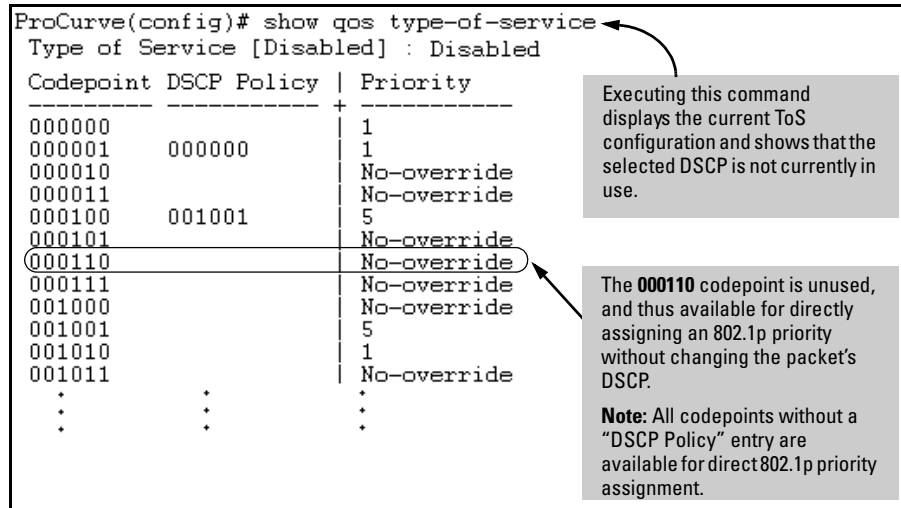 ProCurve(config)# show qos type-of-service
Type of Service [Disabled] : Disabled
Codepoint DSCP Policy | Priority
--------- ----------- + -----------
000000 | 1
000001 000000 | 1
000010 | No-override
000011 | No-override
000100 001001 | 5
000101 | No-override
000110 | No-override
000111 | No-override
001000 | No-override
001001 | 5
001010 | 1
001011 | No-override
Executing this command
displays the current ToS
configuration and shows that the
selected DSCP is not currently in
use.
The 000110 codepoint is unused,
and thus available for directly
assigning an 802.1p priority
without changing the packet's
DSCP.
Note: All codepoints without a
“DSCP Policy” entry are
available for direct 802.1p priority
assignment.